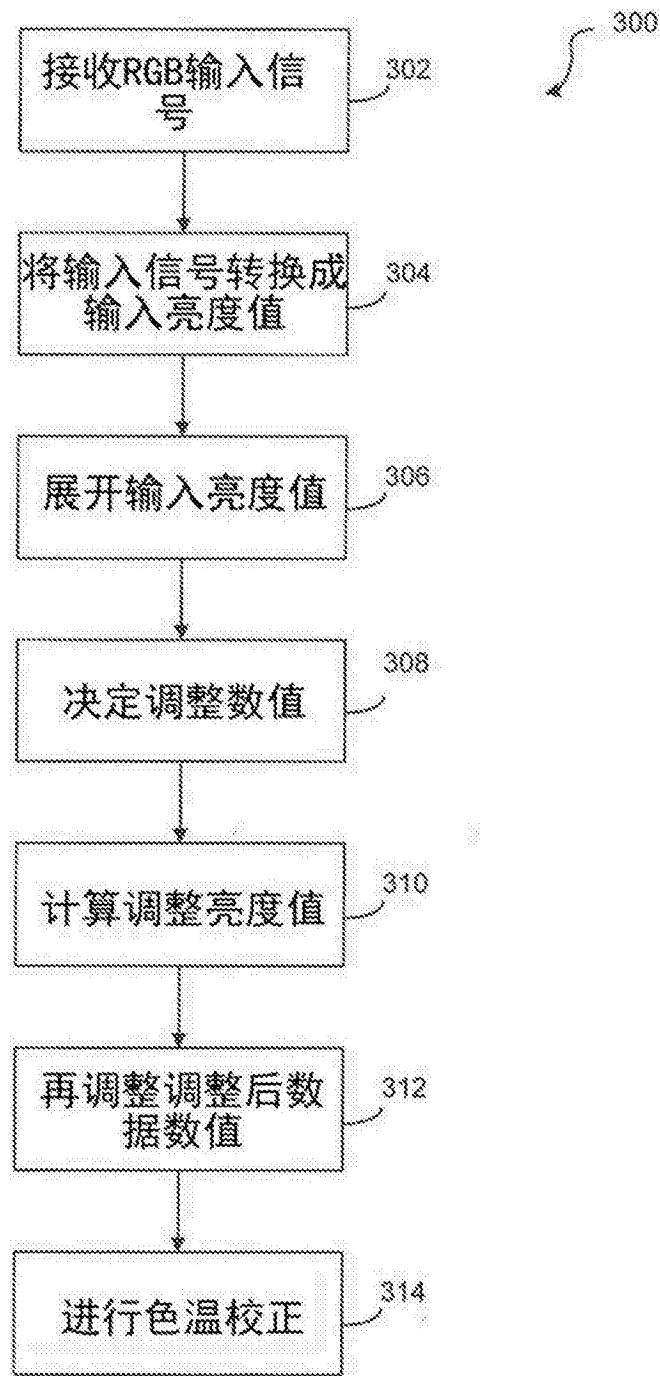 300
接收RGB输入信
号
302
将输入信号转换成
输入亮度值
304
展开输入亮度值
306
决定调整数值
308
计算调整亮度值
310
再调整调整后数
据数值
312
进行色温校正
314